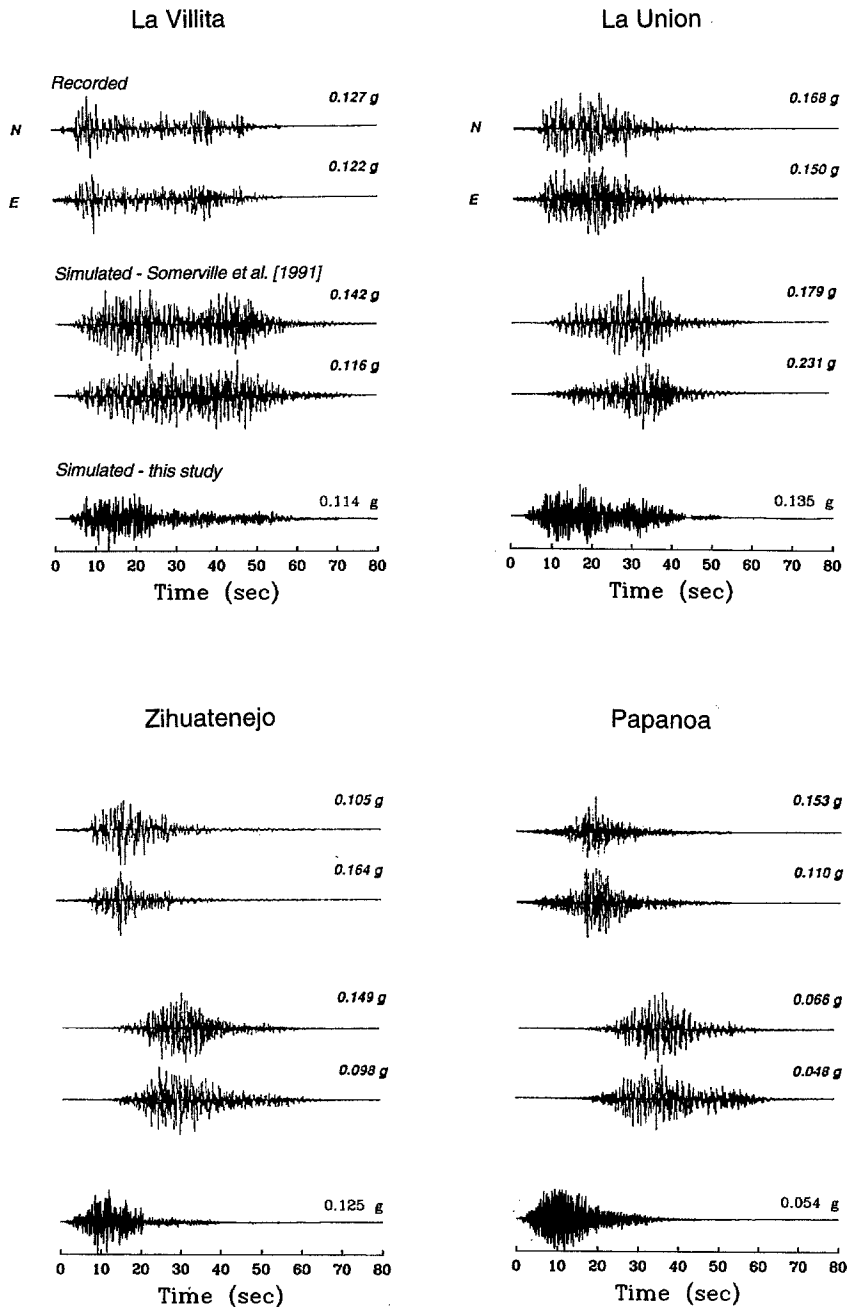 La Villita
Recorded
0.127 g
N
0.122 g
E
Simulated - Somerville et al. [1991]
0.142 g
0.116 g
Simulated - this study
0.114 g
0 10 20 30 40 50 60 70 80
Time (sec)
La Union
0.168 g
N
0.150 g
E
0.179 g
0.231 g
0.135 g
0 10 20 30 40 50 60 70 80
Time (sec)
Zihuatenejo
0.105 g
0.164 g
0.149 g
0.098 g
0.125 g
0 10 20 30 40 50 60 70 80
Time (sec)
Papanoa
0.153 g
0.110 g
0.066 g
0.048 g
0.054 g
0 10 20 30 40 50 60 70 80
Time (sec)